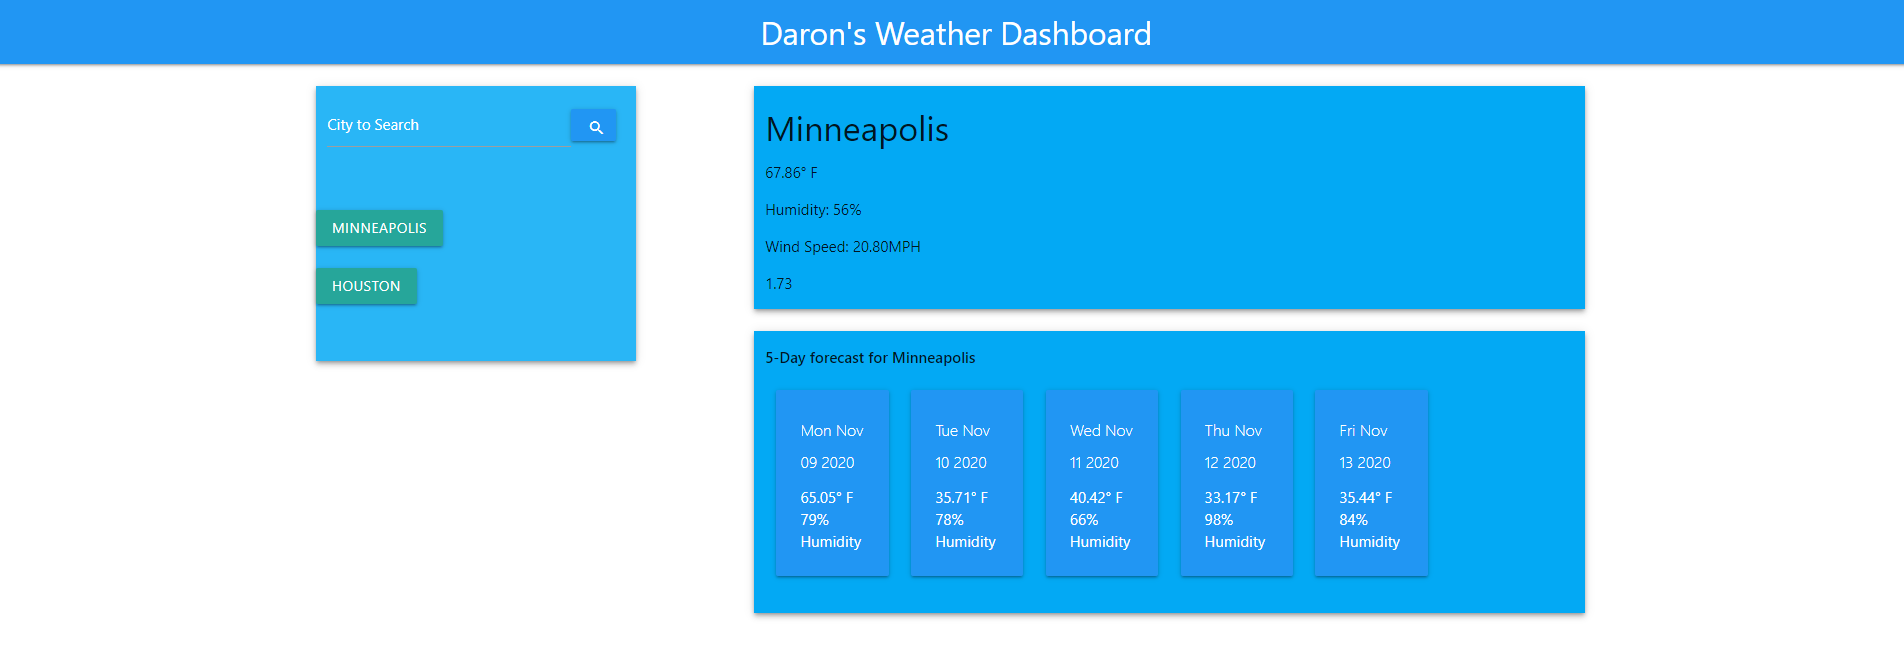 Daron's Weather Dashboard
City to Search
MINNEAPOLIS
HOUSTON
Minneapolis
67.86° F
Humidity: 56%
Wind Speed: 20.80MPH
1.73
5-Day forecast for Minneapolis
Mon Nov
09 2020
65.05° F
79%
Humidity
Tue Nov
10 2020
35.71° F
78%
Humidity
Wed Nov
11 2020
40.42° F
66%
Humidity
Thu Nov
12 2020
33.17° F
98%
Humidity
Fri Nov
13 2020
35.44° F
84%
Humidity